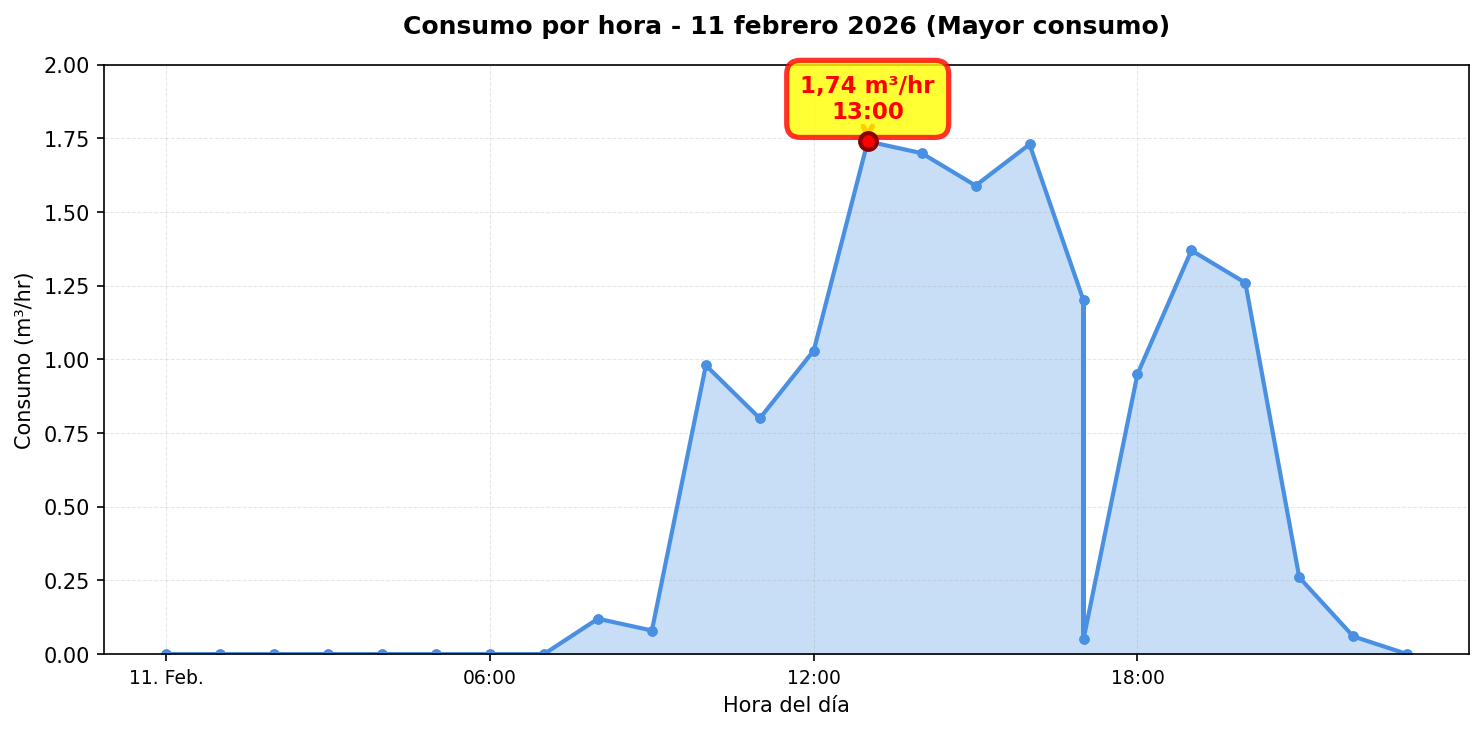 Consumo por hora - 11 febrero 2026 (Mayor consumo)
1,74 m³/hr
13:00
Consumo (m³/hr)
2.00
1.75
1.50
1.25
1.00
0.75
0.50
0.25
0.00
11. Feb.
06:00
12:00
18:00
Hora del día